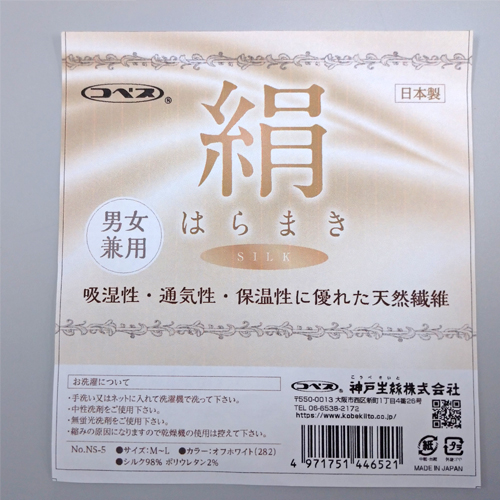 コベス®
日本製
絹
はらまき
SILK
男女
兼用
吸湿性・通気性・保温性に優れた天然繊維
お洗濯について
・手洗い又はネットに入れて洗濯機で洗って下さい。
・中性洗剤をご使用下さい。
・無蛍光洗剤をご使用下さい。
・縮みの原因になりますので乾燥機の使用は控えて下さい。
No.NS-5 ●サイズ:M~L ●カラー:オフホワイト(282)
●シルク98% ポリウレタン2%
コベス® こうべきいと
神戸生絲株式会社
〒550-0013 大阪市西区新町1丁目4番26号
TEL 06-6538-2172
https://www.kobekiito.co.jp/
4 971751 446521
紙 プラ
MADE IN JAPAN